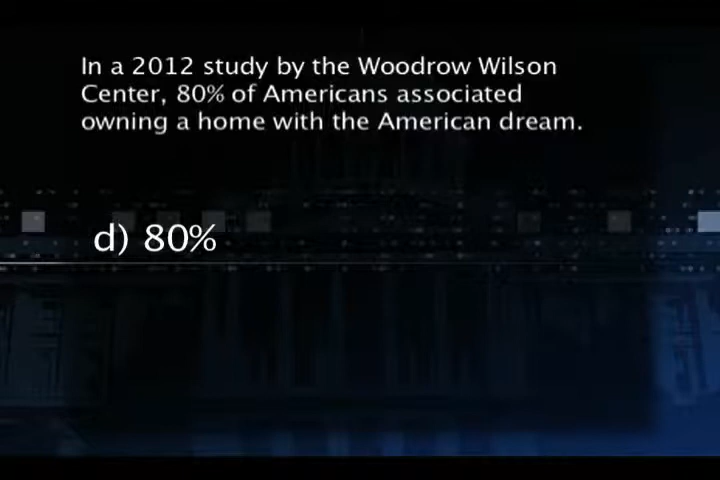 In a 2012 study by the Woodrow Wilson
Center, 80% of Americans associated
owning a home with the American dream.
d) 80%